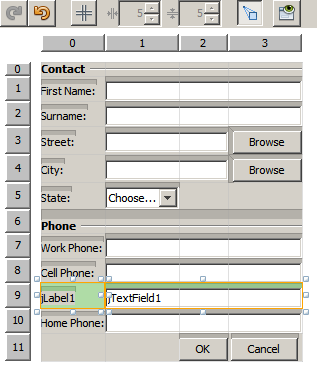 5 5
0 1 2 3
0 Contact
1 First Name:
2 Surname:
3 Street: Browse
4 City: Browse
5 State: Choose...
6 Phone
7 Work Phone:
8 Cell Phone:
9 jLabel1 jTextField1
10 Home Phone:
11 OK Cancel